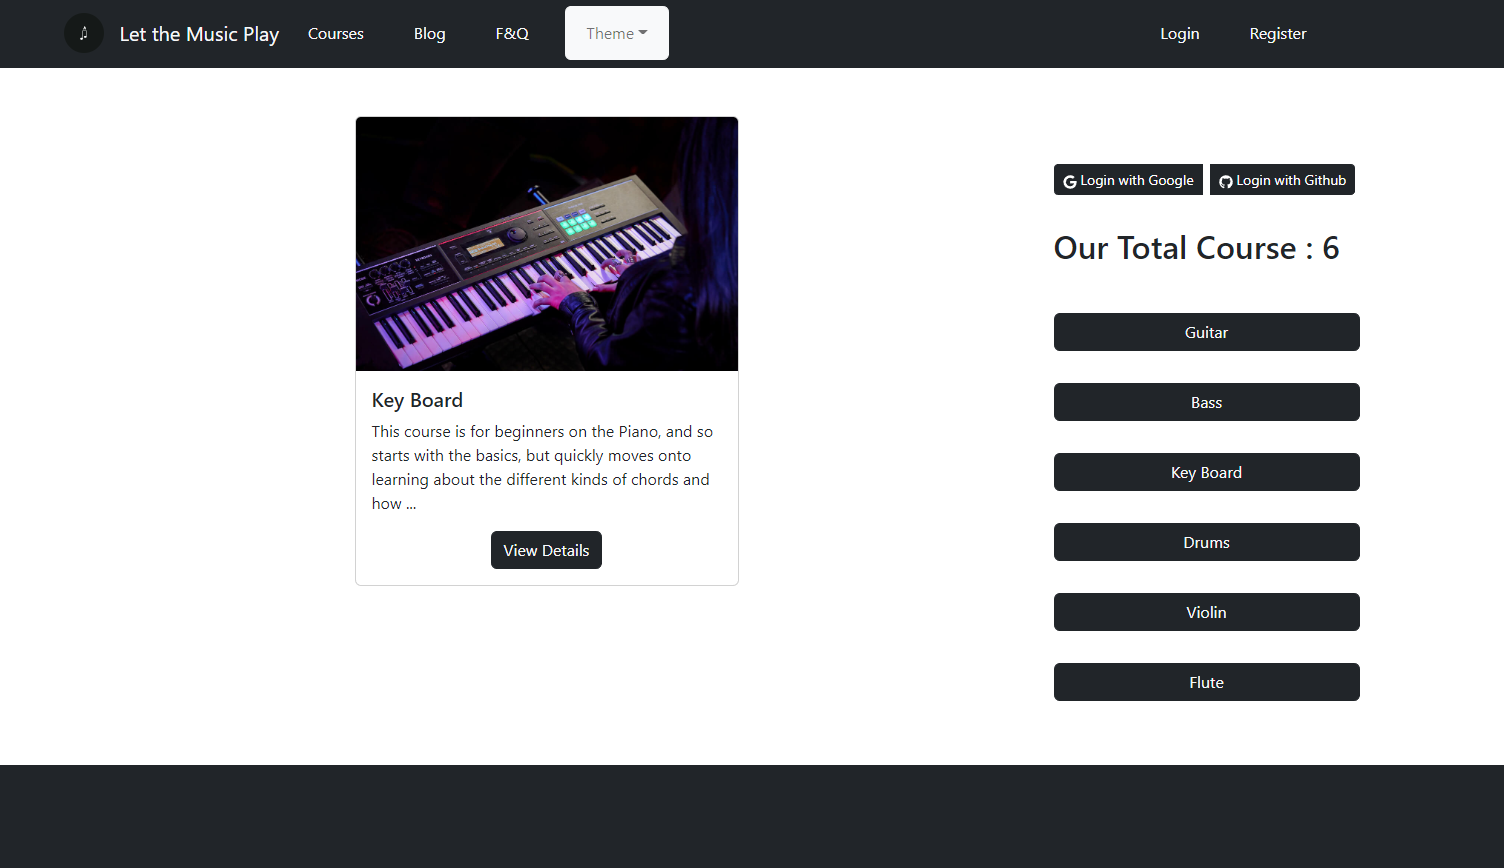 Let the Music Play
Courses
Blog
F&Q
Theme
Login
Register
Key Board
This course is for beginners on the Piano, and so
starts with the basics, but quickly moves onto
learning about the different kinds of chords and
how ...
View Details
Login with Google
Login with Github
Our Total Course : 6
Guitar
Bass
Key Board
Drums
Violin
Flute